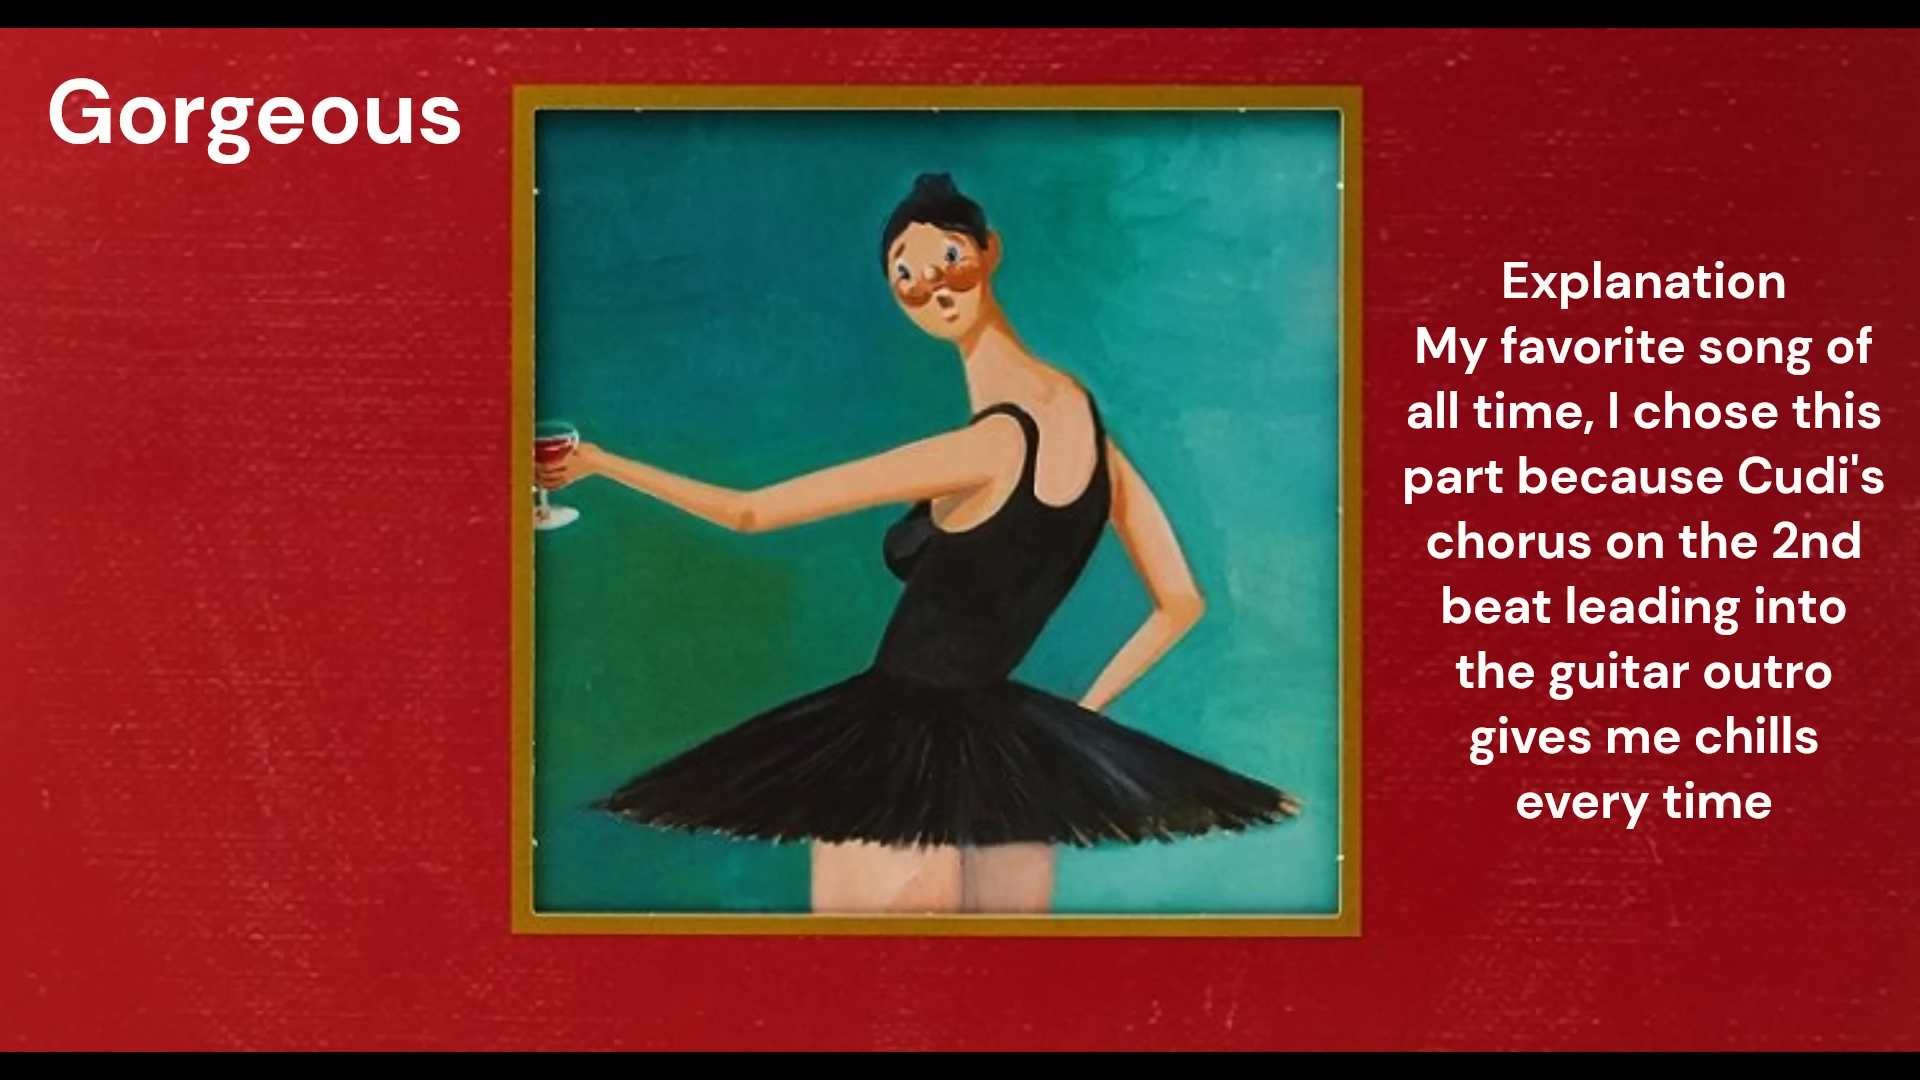 Gorgeous
Explanation
My favorite song of
all time, I chose this
part because Cudi's
chorus on the 2nd
beat leading into
the guitar outro
gives me chills
every time